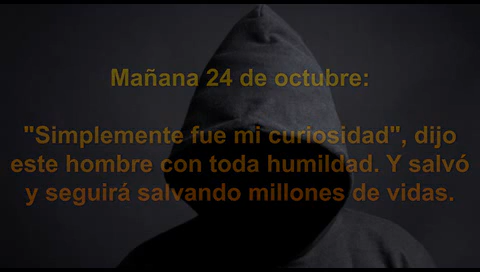 Mañana 24 de octubre:
"Simplemente fue mi curiosidad", dijo
este hombre con toda humildad. Y salvó
y seguirá salvando millones de vidas.